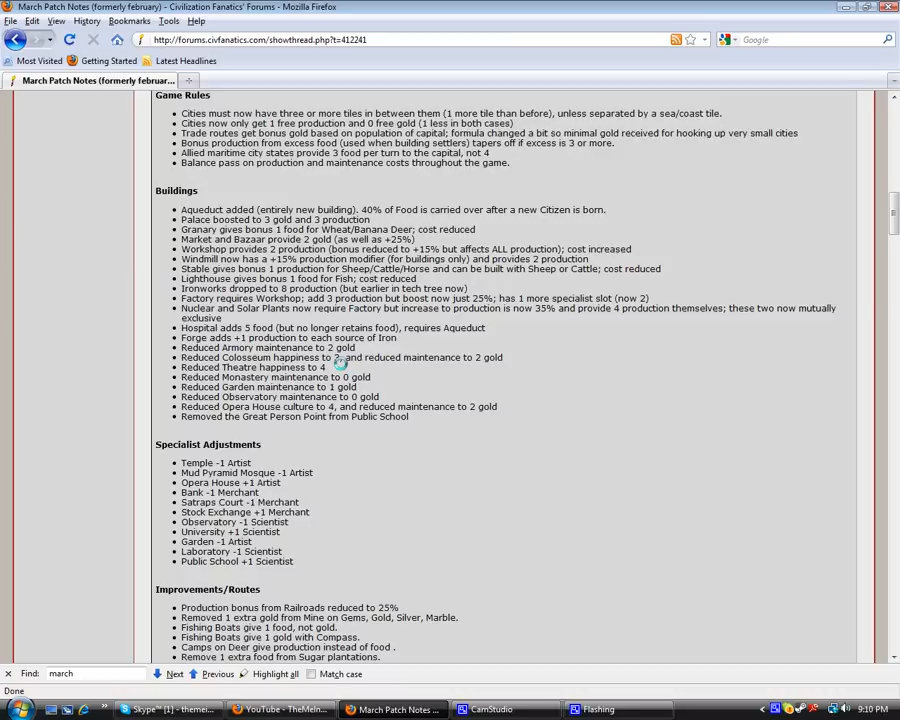 March Patch Notes (formerly february) - Civilization Fanatics' Forums - Mozilla Firefox
File Edit View History Bookmarks Tools Help
http://forums.civfanatics.com/showthread.php?t=412241
Google
Most Visited Getting Started Latest Headlines
March Patch Notes (formerly februar...
Game Rules
• Cities must now have three or more tiles in between them (1 more tile than before), unless separated by a sea/coast tile.
• Cities now only get 1 free production and 0 free gold (1 less in both cases)
• Trade routes get bonus gold based on population of capital; formula changed a bit so minimal gold received for hooking up very small cities
• Bonus production from excess food (used when building settlers) tapers off if excess is 3 or more.
• Allied maritime city states provide 3 food per turn to the capital, not 4
• Balance pass on production and maintenance costs throughout the game.
Buildings
• Aqueduct added (entirely new building). 40% of Food is carried over after a new Citizen is born.
• Palace boosted to 3 gold and 3 production
• Granary gives bonus 1 food for Wheat/Banana Deer; cost reduced
• Market and Bazaar provide 2 gold (as well as +25%)
• Workshop provides 2 production (bonus reduced to +15% but affects ALL production); cost increased
• Windmill now has a +15% production modifier (for buildings only) and provides 2 production
• Stable gives bonus 1 production for Sheep/Cattle/Horse and can be built with Sheep or Cattle; cost reduced
• Lighthouse gives bonus 1 food for Fish; cost reduced
• Ironworks dropped to 8 production (but earlier in tech tree now)
• Factory requires Workshop; add 3 production but boost now just 25%; has 1 more specialist slot (now 2)
• Nuclear and Solar Plants now require Factory but increase to production is now 35% and provide 4 production themselves; these two now mutually
exclusive
• Hospital adds 5 food (but no longer retains food), requires Aqueduct
• Forge adds +1 production to each source of Iron
• Reduced Armory maintenance to 2 gold
• Reduced Colosseum happiness to and reduced maintenance to 2 gold
• Reduced Theatre happiness to 4
• Reduced Monastery maintenance to 0 gold
• Reduced Garden maintenance to 1 gold
• Reduced Observatory maintenance to 0 gold
• Reduced Opera House culture to 4, and reduced maintenance to 2 gold
• Removed the Great Person Point from Public School
Specialist Adjustments
• Temple -1 Artist
• Mud Pyramid Mosque -1 Artist
• Opera House +1 Artist
• Bank -1 Merchant
• Satraps Court -1 Merchant
• Stock Exchange +1 Merchant
• Observatory -1 Scientist
• University +1 Scientist
• Garden -1 Artist
• Laboratory -1 Scientist
• Public School +1 Scientist
Improvements/Routes
• Production bonus from Railroads reduced to 25%
• Removed 1 extra gold from Mine on Gems, Gold, Silver, Marble.
• Fishing Boats give 1 food, not gold.
• Fishing Boats give 1 gold with Compass.
• Camps on Deer give production instead of food .
• Remove 1 extra food from Sugar plantations.
Find: march Next Previous Highlight all Match case
Done
Skype™ [1] - themei... YouTube - TheMeIn... March Patch Notes ... CamStudio Flashing 9:10 PM